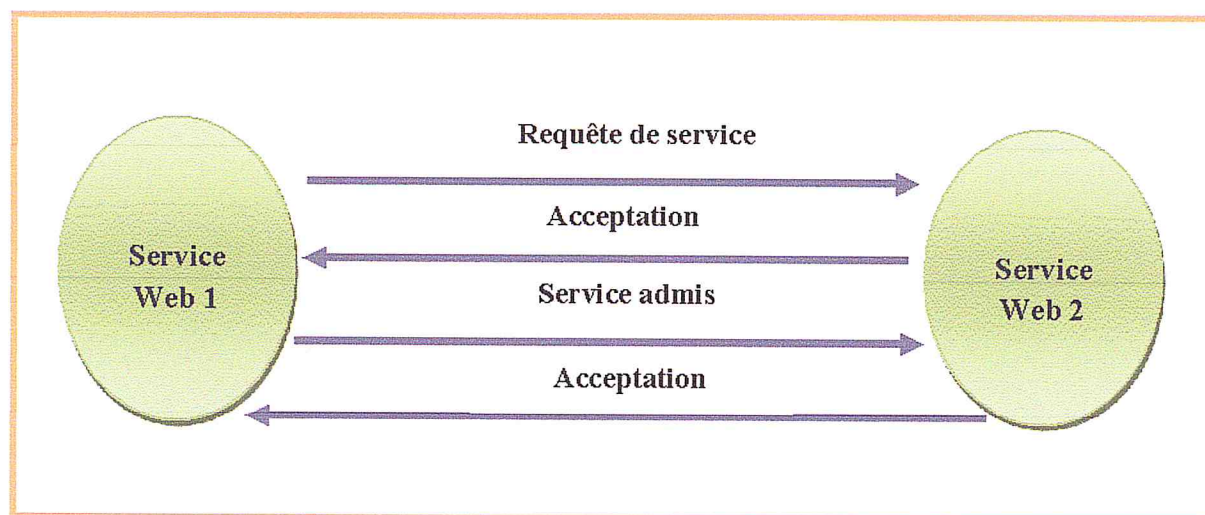 Requête de service
Acceptation
Service
Web 1
Service admis
Service
Web 2
Acceptation